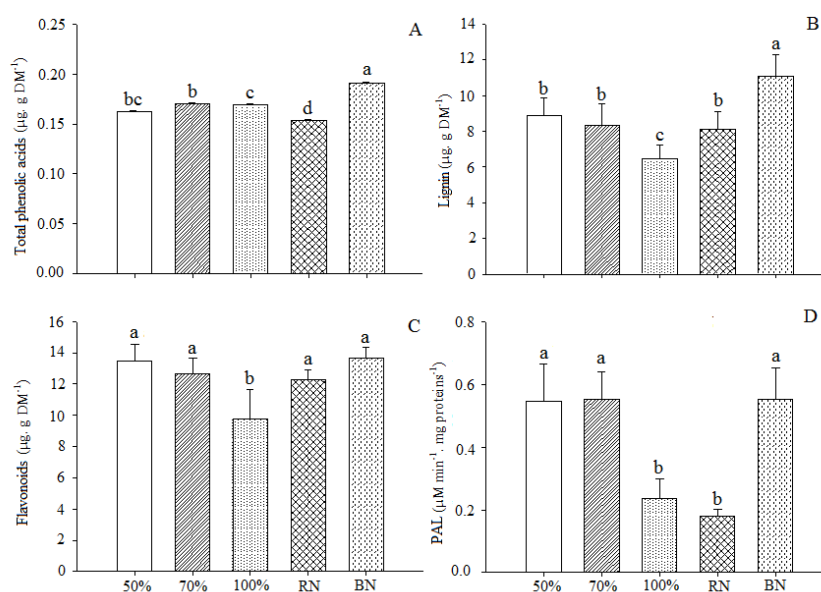 A
Total phenolic acids (µg. g DM⁻¹)
0.25
0.20
0.15
0.10
0.05
0.00
bc
b
c
d
a
B
Lignin (µg. g DM⁻¹)
14
12
10
8
6
4
2
0
b
b
c
b
a
C
Flavonoids (µg. g DM⁻¹)
16
14
12
10
8
6
4
2
0
a
a
b
a
a
50%
70%
100%
RN
BN
D
PAL (µM min⁻¹. mg proteins⁻¹)
0.8
0.6
0.4
0.2
0.0
a
a
b
b
a
50%
70%
100%
RN
BN